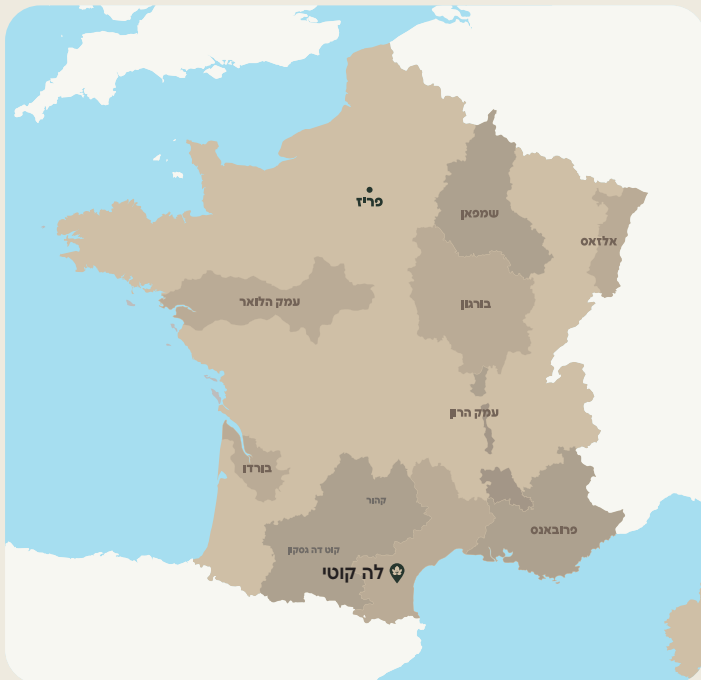 פריז
שמפאן
אלזאס
עמק הלואר
בורגון
עמק הרון
בורדו
קהור
פרובאנס
קוט דה גסקון
לה קוטי